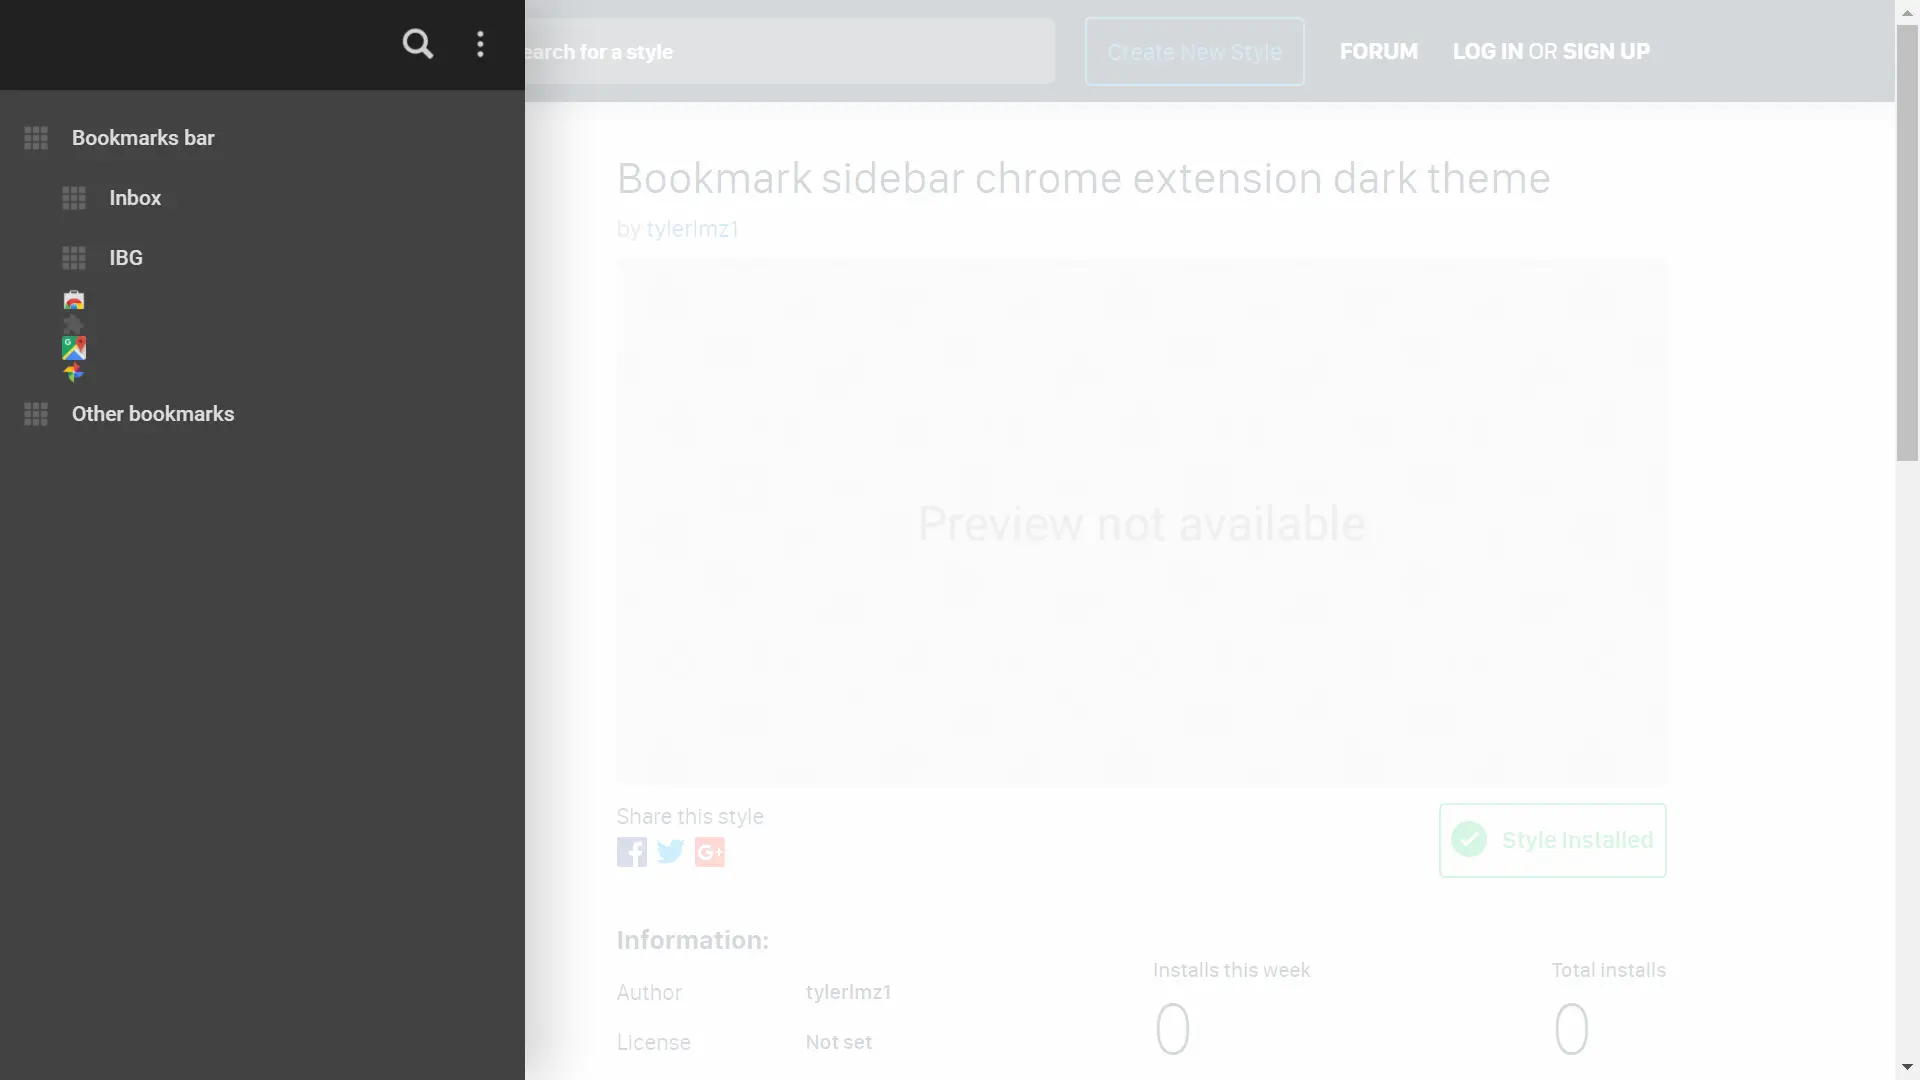 Bookmarks bar
Inbox
IBG
Other bookmarks
earch for a style
Create New Style
FORUM
LOG IN OR SIGN UP
Bookmark sidebar chrome extension dark theme
by tylerlmz1
Preview not available
Share this style
G+
Style Installed
Information:
Author tylerlmz1
License Not set
Installs this week
0
Total installs
0